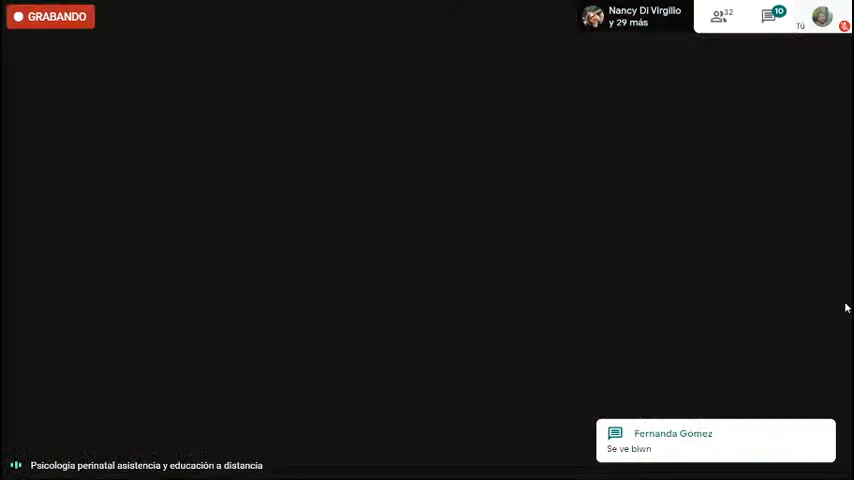 GRABANDO
Nancy Di Virgilio
y 29 más
32
10
Tú
Fernanda Gómez
Se ve biwn
Psicología perinatal asistencia y educación a distancia